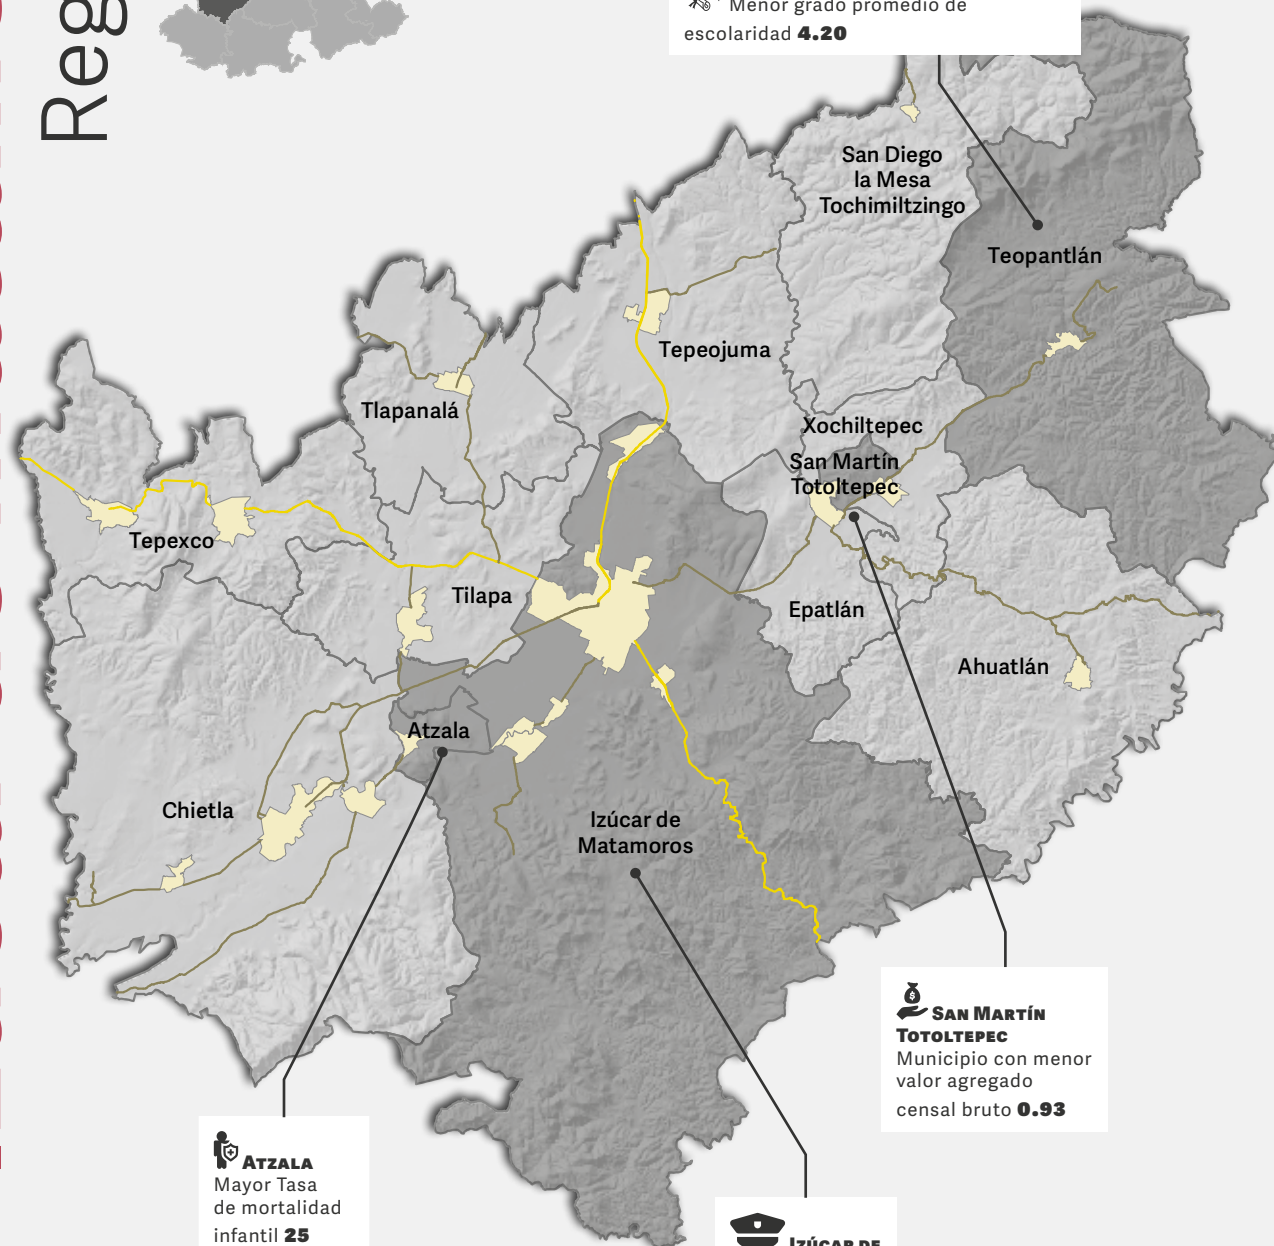 Reg
Menor grado promedio de
escolaridad 4.20
San Diego
la Mesa
Tochimiltzingo
Teopantlán
Tepeojuma
Tlapanalá
Xochiltepec
San Martín
Totoltepec
Tepexco
Tilapa
Epatlán
Ahuatlán
Atzala
Chietla
Izúcar de
Matamoros
San Martín
Totoltepec
Municipio con menor
valor agregado
censal bruto 0.93
Atzala
Mayor Tasa
de mortalidad
infantil 25
Izúcar de